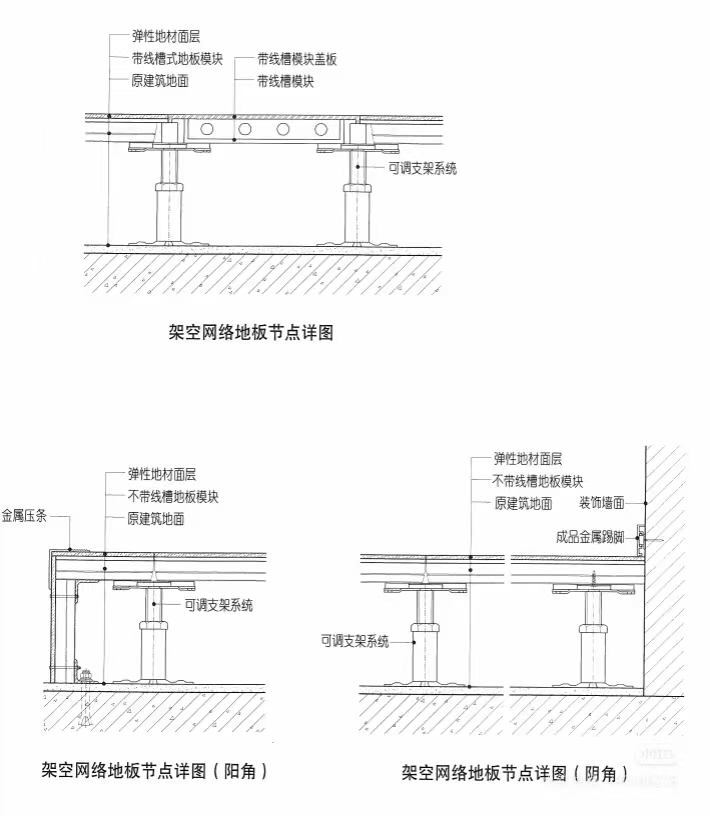 弹性地材面层
带线槽式地板模块
原建筑地面
带线槽模块盖板
带线槽模块
可调支架系统
架空网络地板节点详图
弹性地材面层
不带线槽地板模块
原建筑地面
金属压条
可调支架系统
架空网络地板节点详图（阳角）
弹性地材面层
不带线槽地板模块
原建筑地面
装饰墙面
成品金属踢脚
可调支架系统
架空网络地板节点详图（阴角）